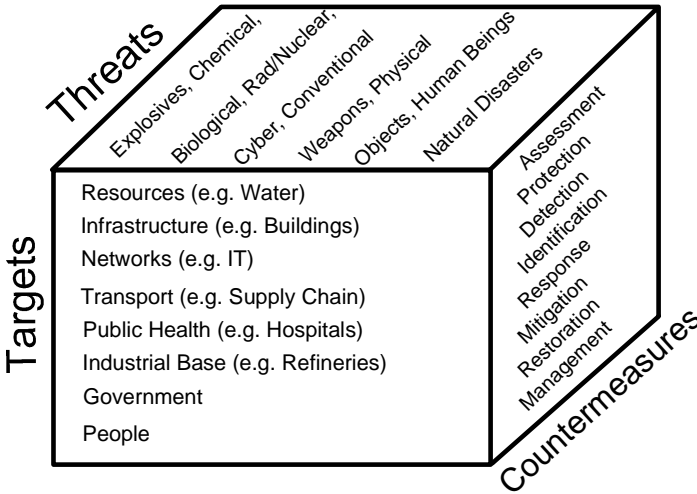 Threats
Explosives, Chemical,
Biological, Rad/Nuclear,
Cyber, Conventional
Weapons, Physical
Objects, Human Beings
Natural Disasters
Targets
Resources (e.g. Water)
Infrastructure (e.g. Buildings)
Networks (e.g. IT)
Transport (e.g. Supply Chain)
Public Health (e.g. Hospitals)
Industrial Base (e.g. Refineries)
Government
People
Assessment
Protection
Detection
Identification
Response
Mitigation
Restoration
Management
Countermeasures